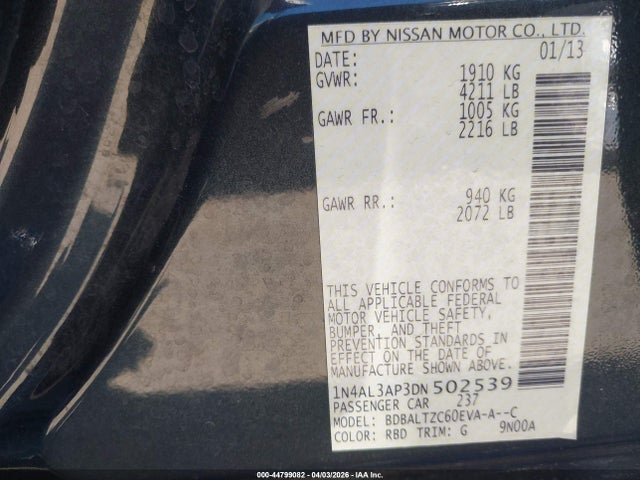 MFD BY NISSAN MOTOR CO., LTD.
DATE: 01/13
GVWR: 1910 KG
4211 LB
GAWR FR.: 1005 KG
2216 LB
GAWR RR.: 940 KG
2072 LB
THIS VEHICLE CONFORMS TO
ALL APPLICABLE FEDERAL
MOTOR VEHICLE SAFETY,
BUMPER, AND THEFT
PREVENTION STANDARDS IN
EFFECT ON THE DATE OF
MANUFACTURE SHOWN ABOVE.
1N4AL3AP3DN502539
PASSENGER CAR 237
MODEL: BDBALTZC60EVA-A--C
COLOR: RBD TRIM: G 9N00A
000-44799082 - 04/03/2026 - IAA Inc.